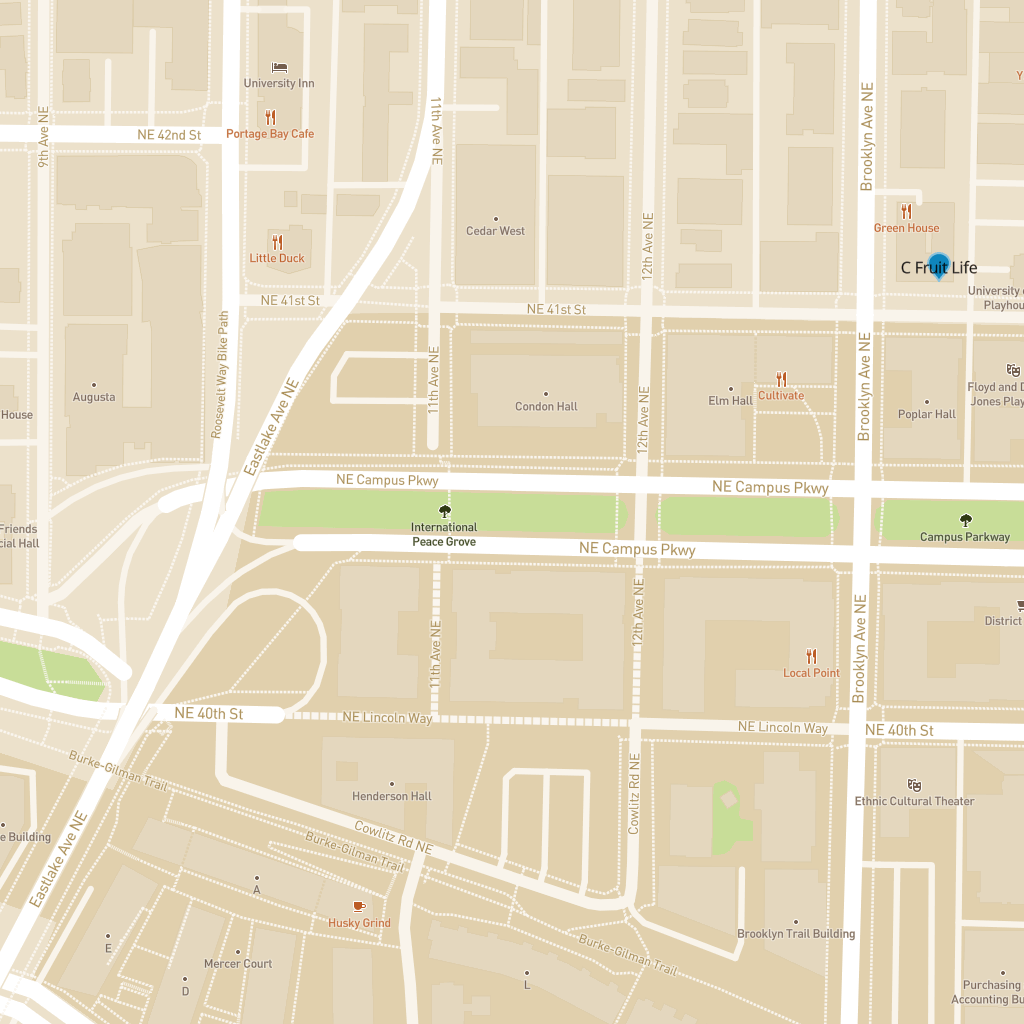 University Inn
Y
9th Ave NE
NE 42nd St
Portage Bay Cafe
11th Ave NE
Brooklyn Ave NE
Cedar West
12th Ave NE
Green House
Little Duck
C Fruit Life
NE 41st St
NE 41st St
University o
Playhou
Roosevelt Way Bike Path
Eastlake Ave NE
11th Ave NE
12th Ave NE
Brooklyn Ave NE
Augusta
House
Condon Hall
Elm Hall
Cultivate
Floyd and D
Jones Play
Poplar Hall
NE Campus Pkwy
NE Campus Pkwy
Friends
cial Hall
International
Peace Grove
Campus Parkway
NE Campus Pkwy
12th Ave NE
11th Ave NE
Brooklyn Ave NE
District
Local Point
NE 40th St
NE Lincoln Way
NE Lincoln Way
NE 40th St
Burke-Gilman Trail
Henderson Hall
Cowlitz Rd NE
Ethnic Cultural Theater
e Building
Eastlake Ave NE
Cowlitz Rd NE
Burke-Gilman Trail
A
Husky Grind
Brooklyn Trail Building
E
Mercer Court
D
Burke-Gilman Trail
L
Purchasing
Accounting Bu